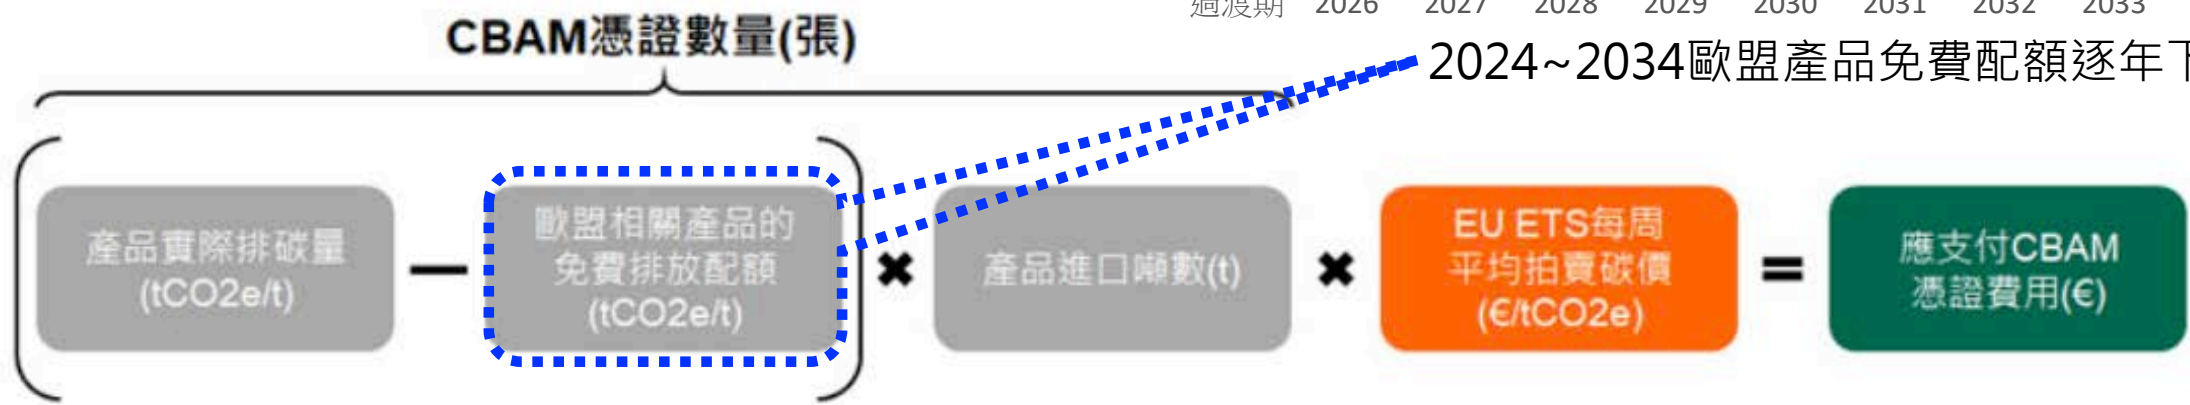 過渡期 2026 2027 2028 2029 2030 2031 2032 2033
CBAM憑證數量(張)
2024~2034歐盟產品免費配額逐年下
產品實際排碳量
(tCO2e/t)
—
歐盟相關產品的
免費排放配額
(tCO2e/t)
×
產品進口噸數(t)
×
EU ETS每周
平均拍賣碳價
(€/tCO2e)
=
應支付CBAM
憑證費用(€)